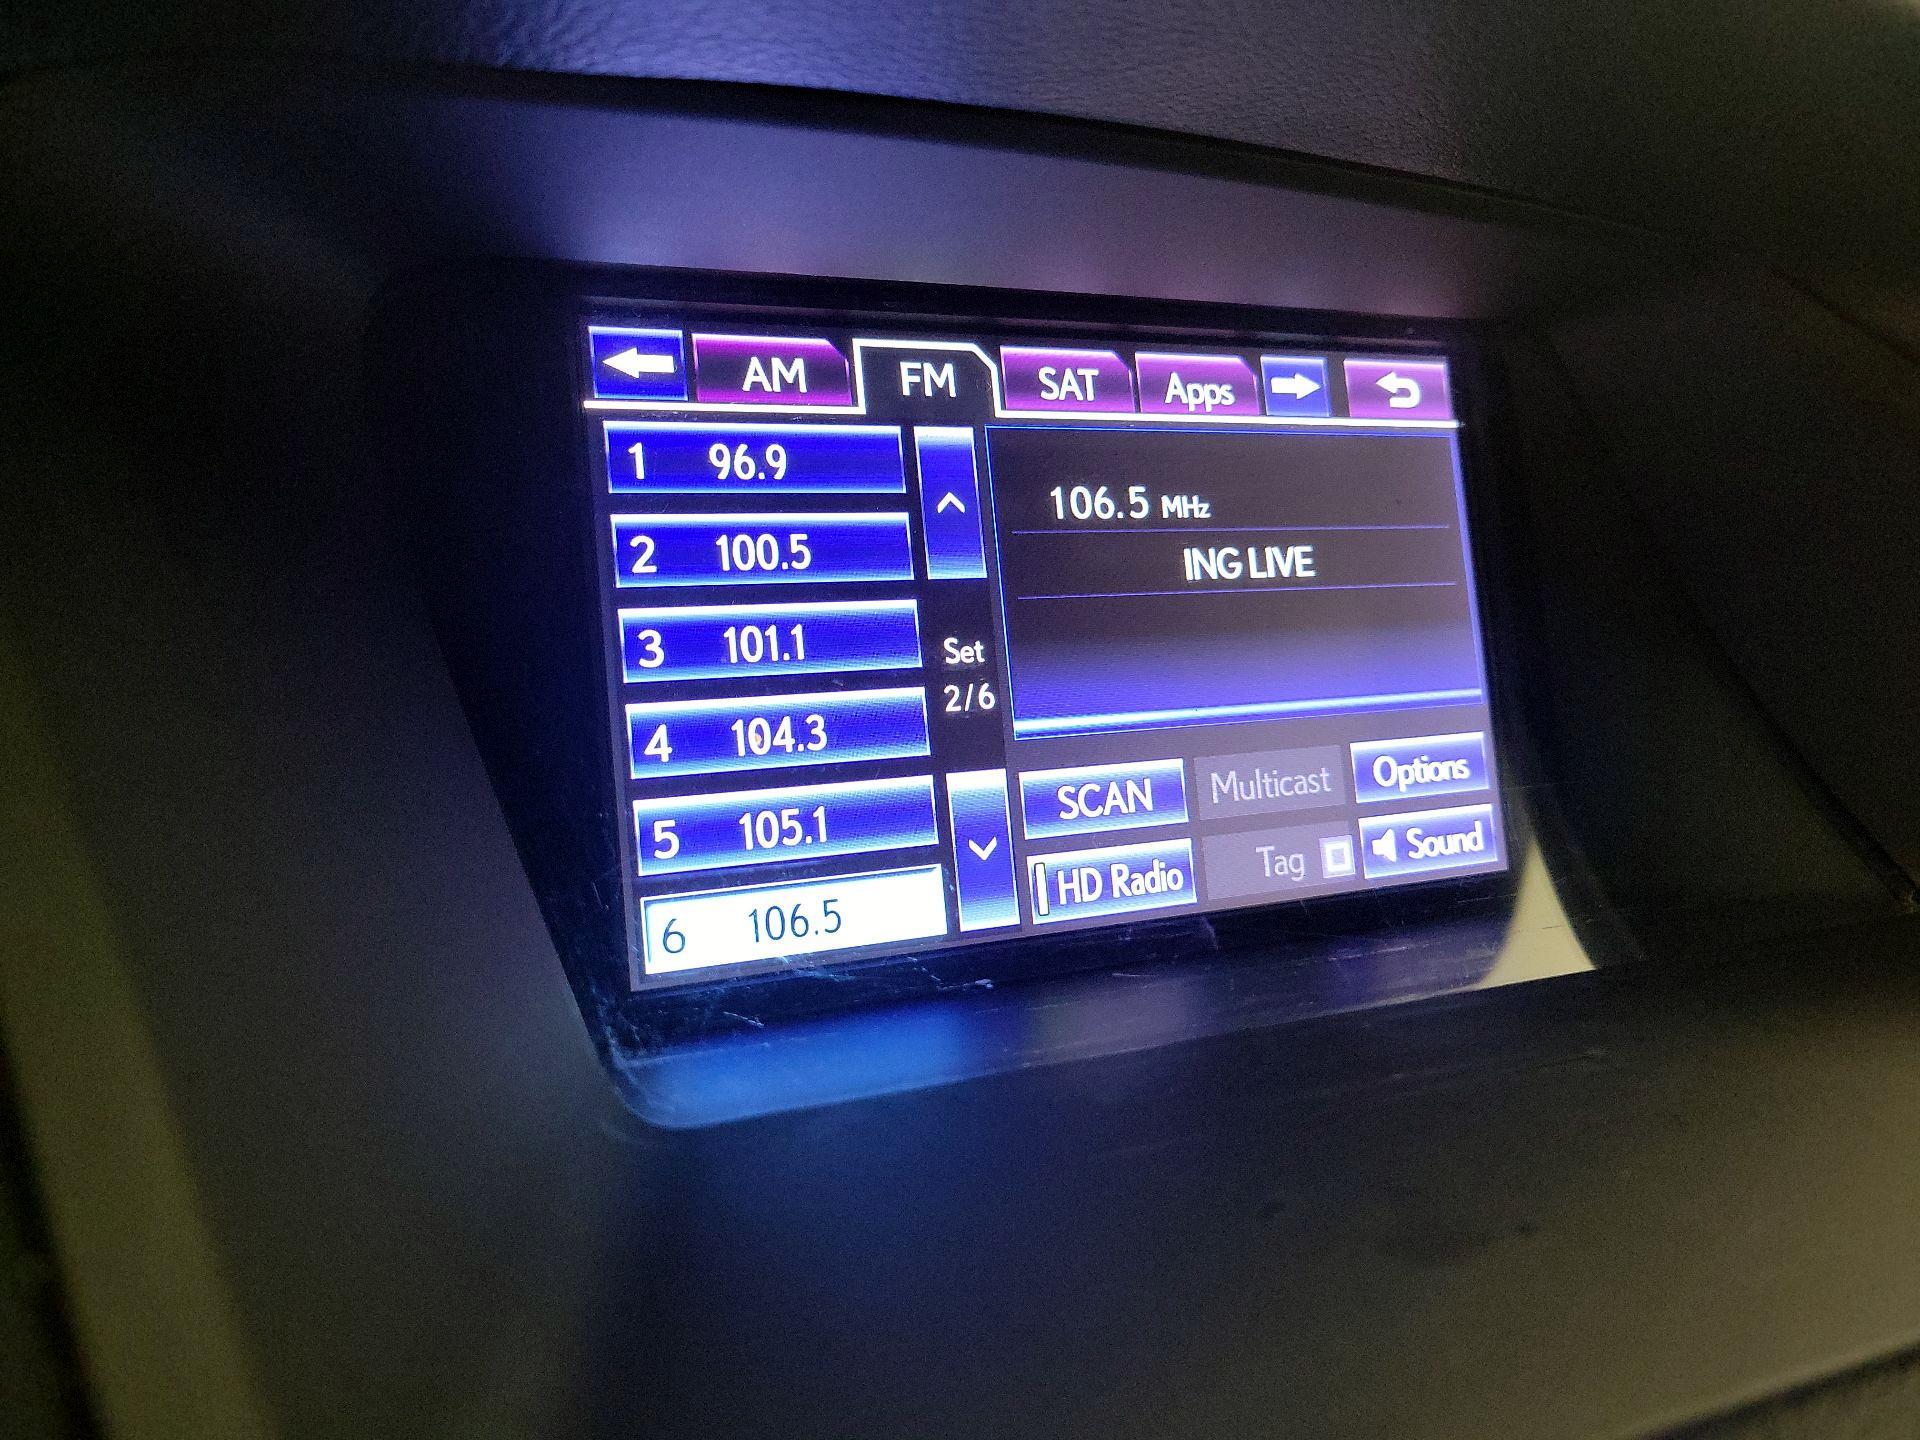 AM FM SAT Apps
1 96.9
2 100.5
3 101.1
4 104.3
5 105.1
6 106.5
Set
2/6
106.5 MHz
ING LIVE
SCAN Multicast Options
HD Radio Tag Sound